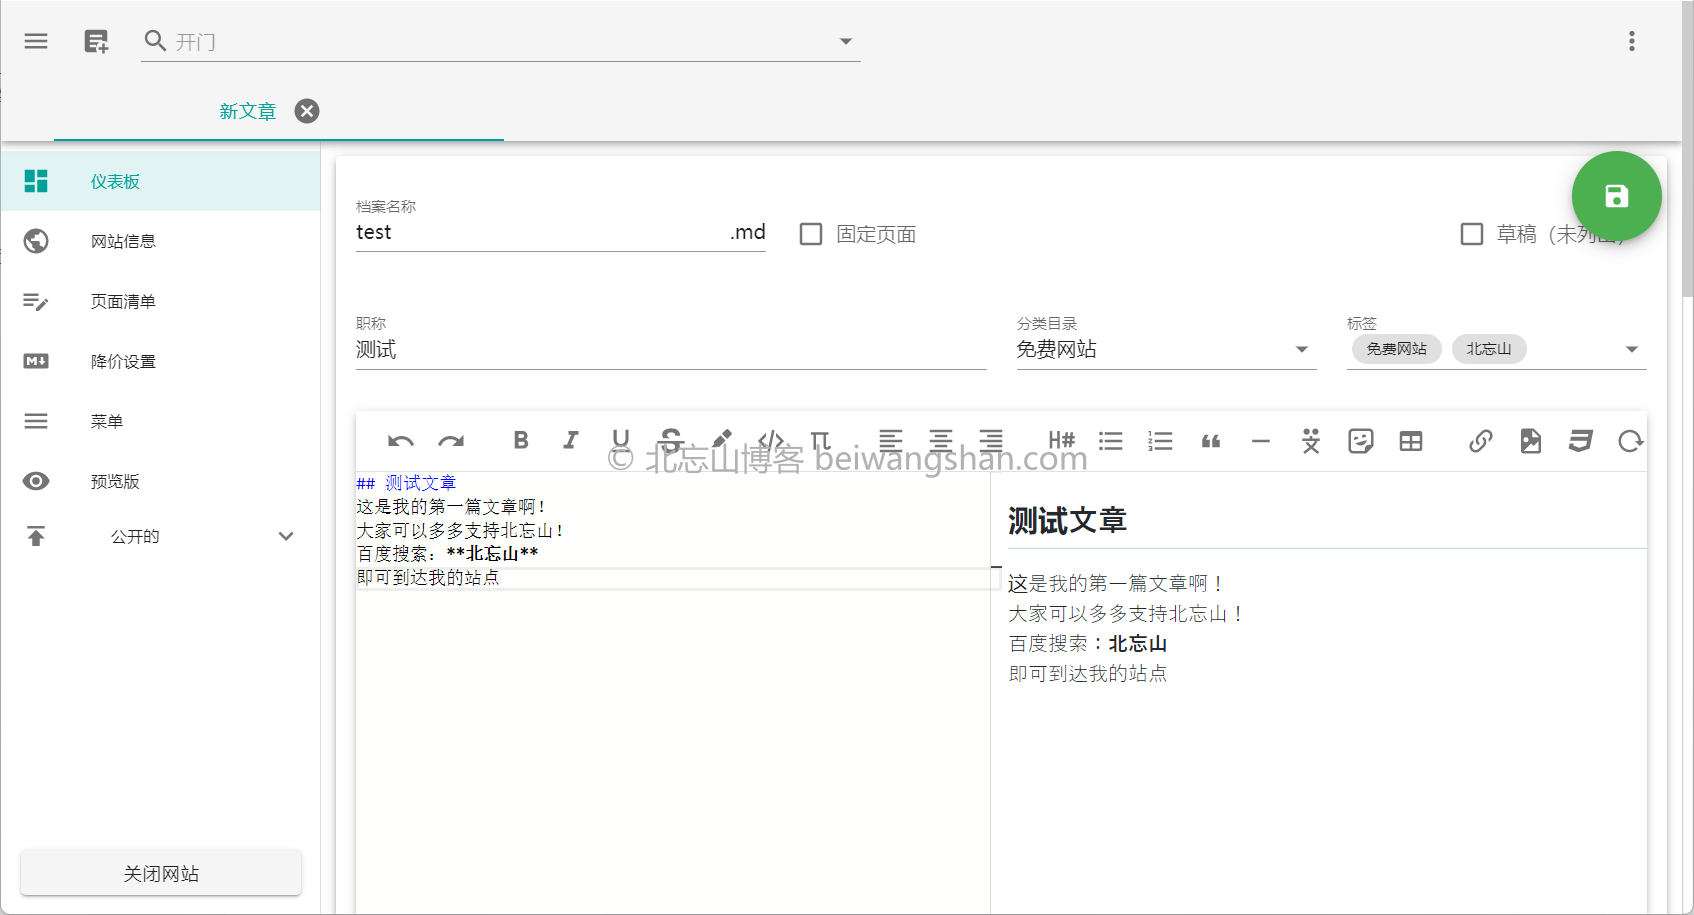 开门
新文章
仪表板
网站信息
页面清单
降价设置
菜单
预览版
公开的
关闭网站
档案名称
test .md
固定页面
草稿（未列出）
职称
测试
分类目录
免费网站
标签
免费网站 北忘山
B I U S H#
© 北忘山博客 beiwangshan.com
## 测试文章
这是我的第一篇文章啊！
大家可以多多支持北忘山！
百度搜索：**北忘山**
即可到达我的站点
测试文章
这是我的第一篇文章啊！
大家可以多多支持北忘山！
百度搜索：北忘山
即可到达我的站点